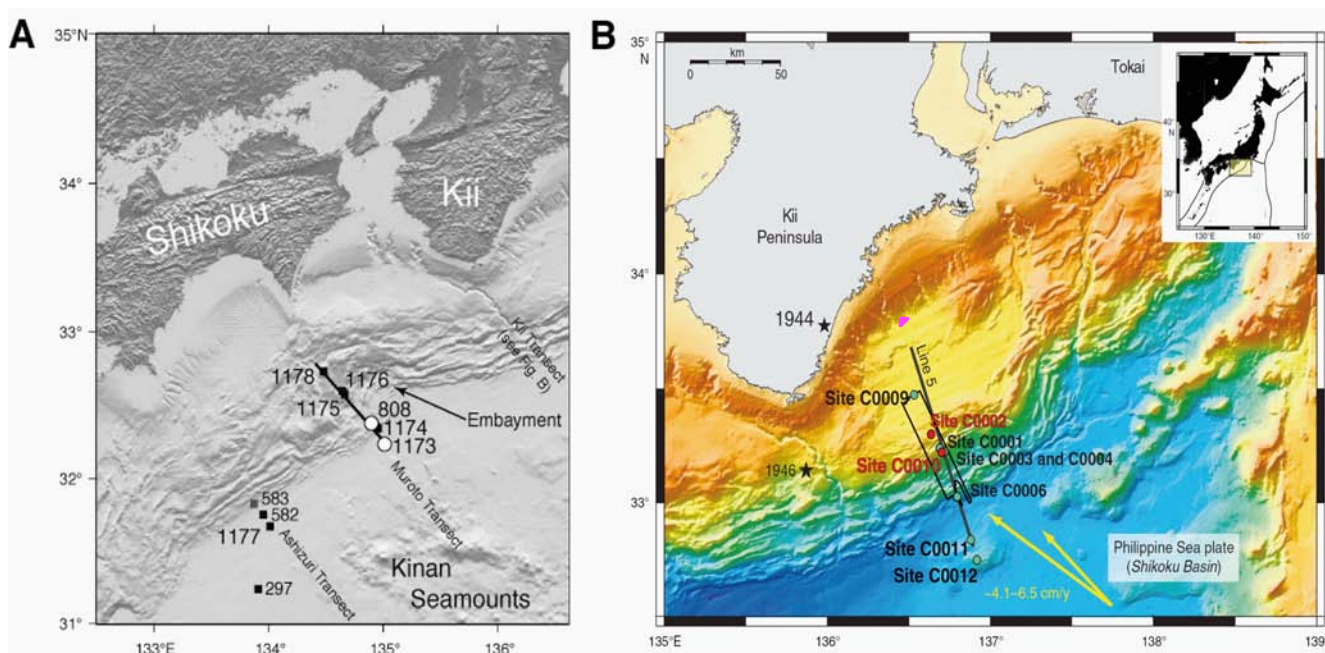 A
35°N
34°
33°
32°
31°
133°E
134°
135°
136°
Shikoku
Kii
Kii Transect
(see Fig. B)
1178
1176
1175
808
1174
1173
Embayment
Muroto Transect
583
582
1177
Ashizuri Transect
297
Kinan
Seamounts
B
35°
N
34°
33°
135°E
136°
137°
138°
139
km
0
50
Tokai
Kii
Peninsula
1944
1946
Line 5
Site C0009
Site C0002
Site C0001
Site C0010
Site C0003 and C0004
Site C0006
Site C0011
Site C0012
Philippine Sea plate
(Shikoku Basin)
~4.1–6.5 cm/y
40°
N
30°
130°E
140°
150°